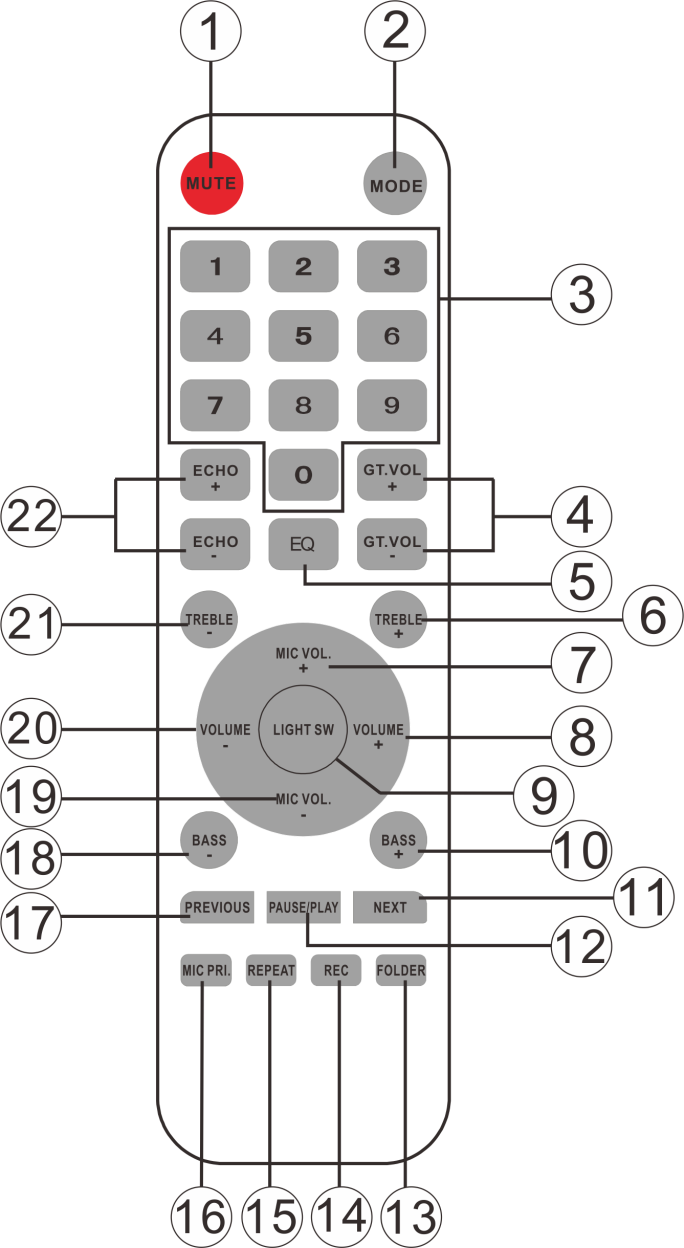 1 2
MUTE MODE
1 2 3
3
4 5 6
7 8 9
ECHO + 0 GT.VOL +
22 4
ECHO - EQ GT.VOL -
5
21 TREBLE - TREBLE + 6
MIC VOL. + 7
20 VOLUME - LIGHT SW VOLUME + 8
19 MIC VOL. - 9
18 BASS - BASS + 10
17 PREVIOUS PAUSE/PLAY NEXT 11
12
MIC PRI. REPEAT REC FOLDER
16 15 14 13